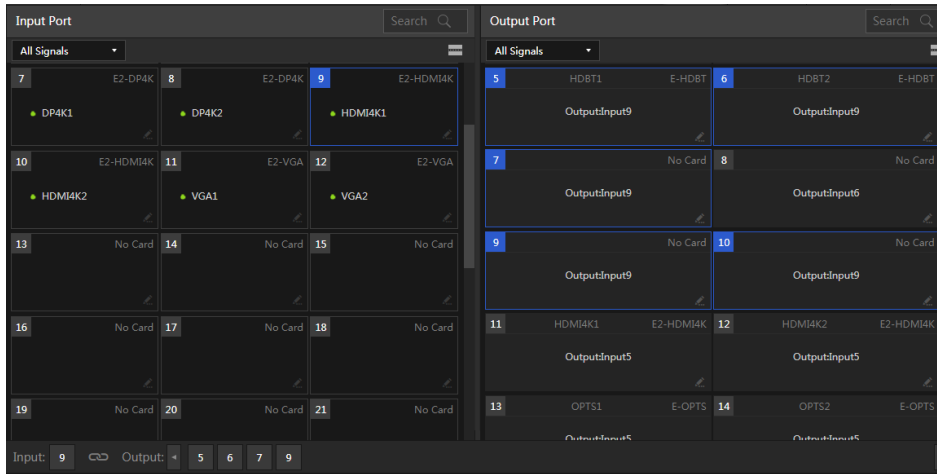 Input Port
Search
All Signals
7 E2-DP4K
DP4K1
8 E2-DP4K
DP4K2
9 E2-HDMI4K
HDMI4K1
10 E2-HDMI4K
HDMI4K2
11 E2-VGA
VGA1
12 E2-VGA
VGA2
13 No Card
14 No Card
15 No Card
16 No Card
17 No Card
18 No Card
19 No Card
20 No Card
21 No Card
Output Port
Search
All Signals
5 HDBT1 E-HDBT
Output:Input9
6 HDBT2 E-HDBT
Output:Input9
7 No Card
Output:Input9
8 No Card
Output:Input6
9 No Card
Output:Input9
10 No Card
Output:Input9
11 HDMI4K1 E2-HDMI4K
Output:Input5
12 HDMI4K2 E2-HDMI4K
Output:Input5
13 OPTS1 E-OPTS
Output:Input5
14 OPTS2 E-OPTS
Output:Input5
Input: 9 Output: 5 6 7 9